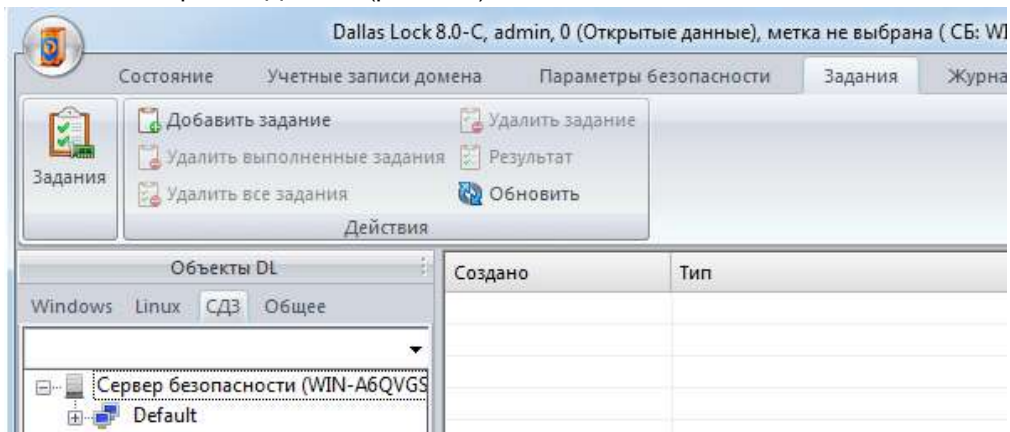 Dallas Lock 8.0-C, admin, 0 (Открытые данные), метка не выбрана ( СБ: WI
Состояние Учетные записи домена Параметры безопасности Задания Журна
Добавить задание Удалить задание
Удалить выполненные задания Результат
Задания
Удалить все задания Обновить
Действия
Объекты DL Создано Тип
Windows Linux СДЗ Общее
Сервер безопасности (WIN-A6QVGS
Default